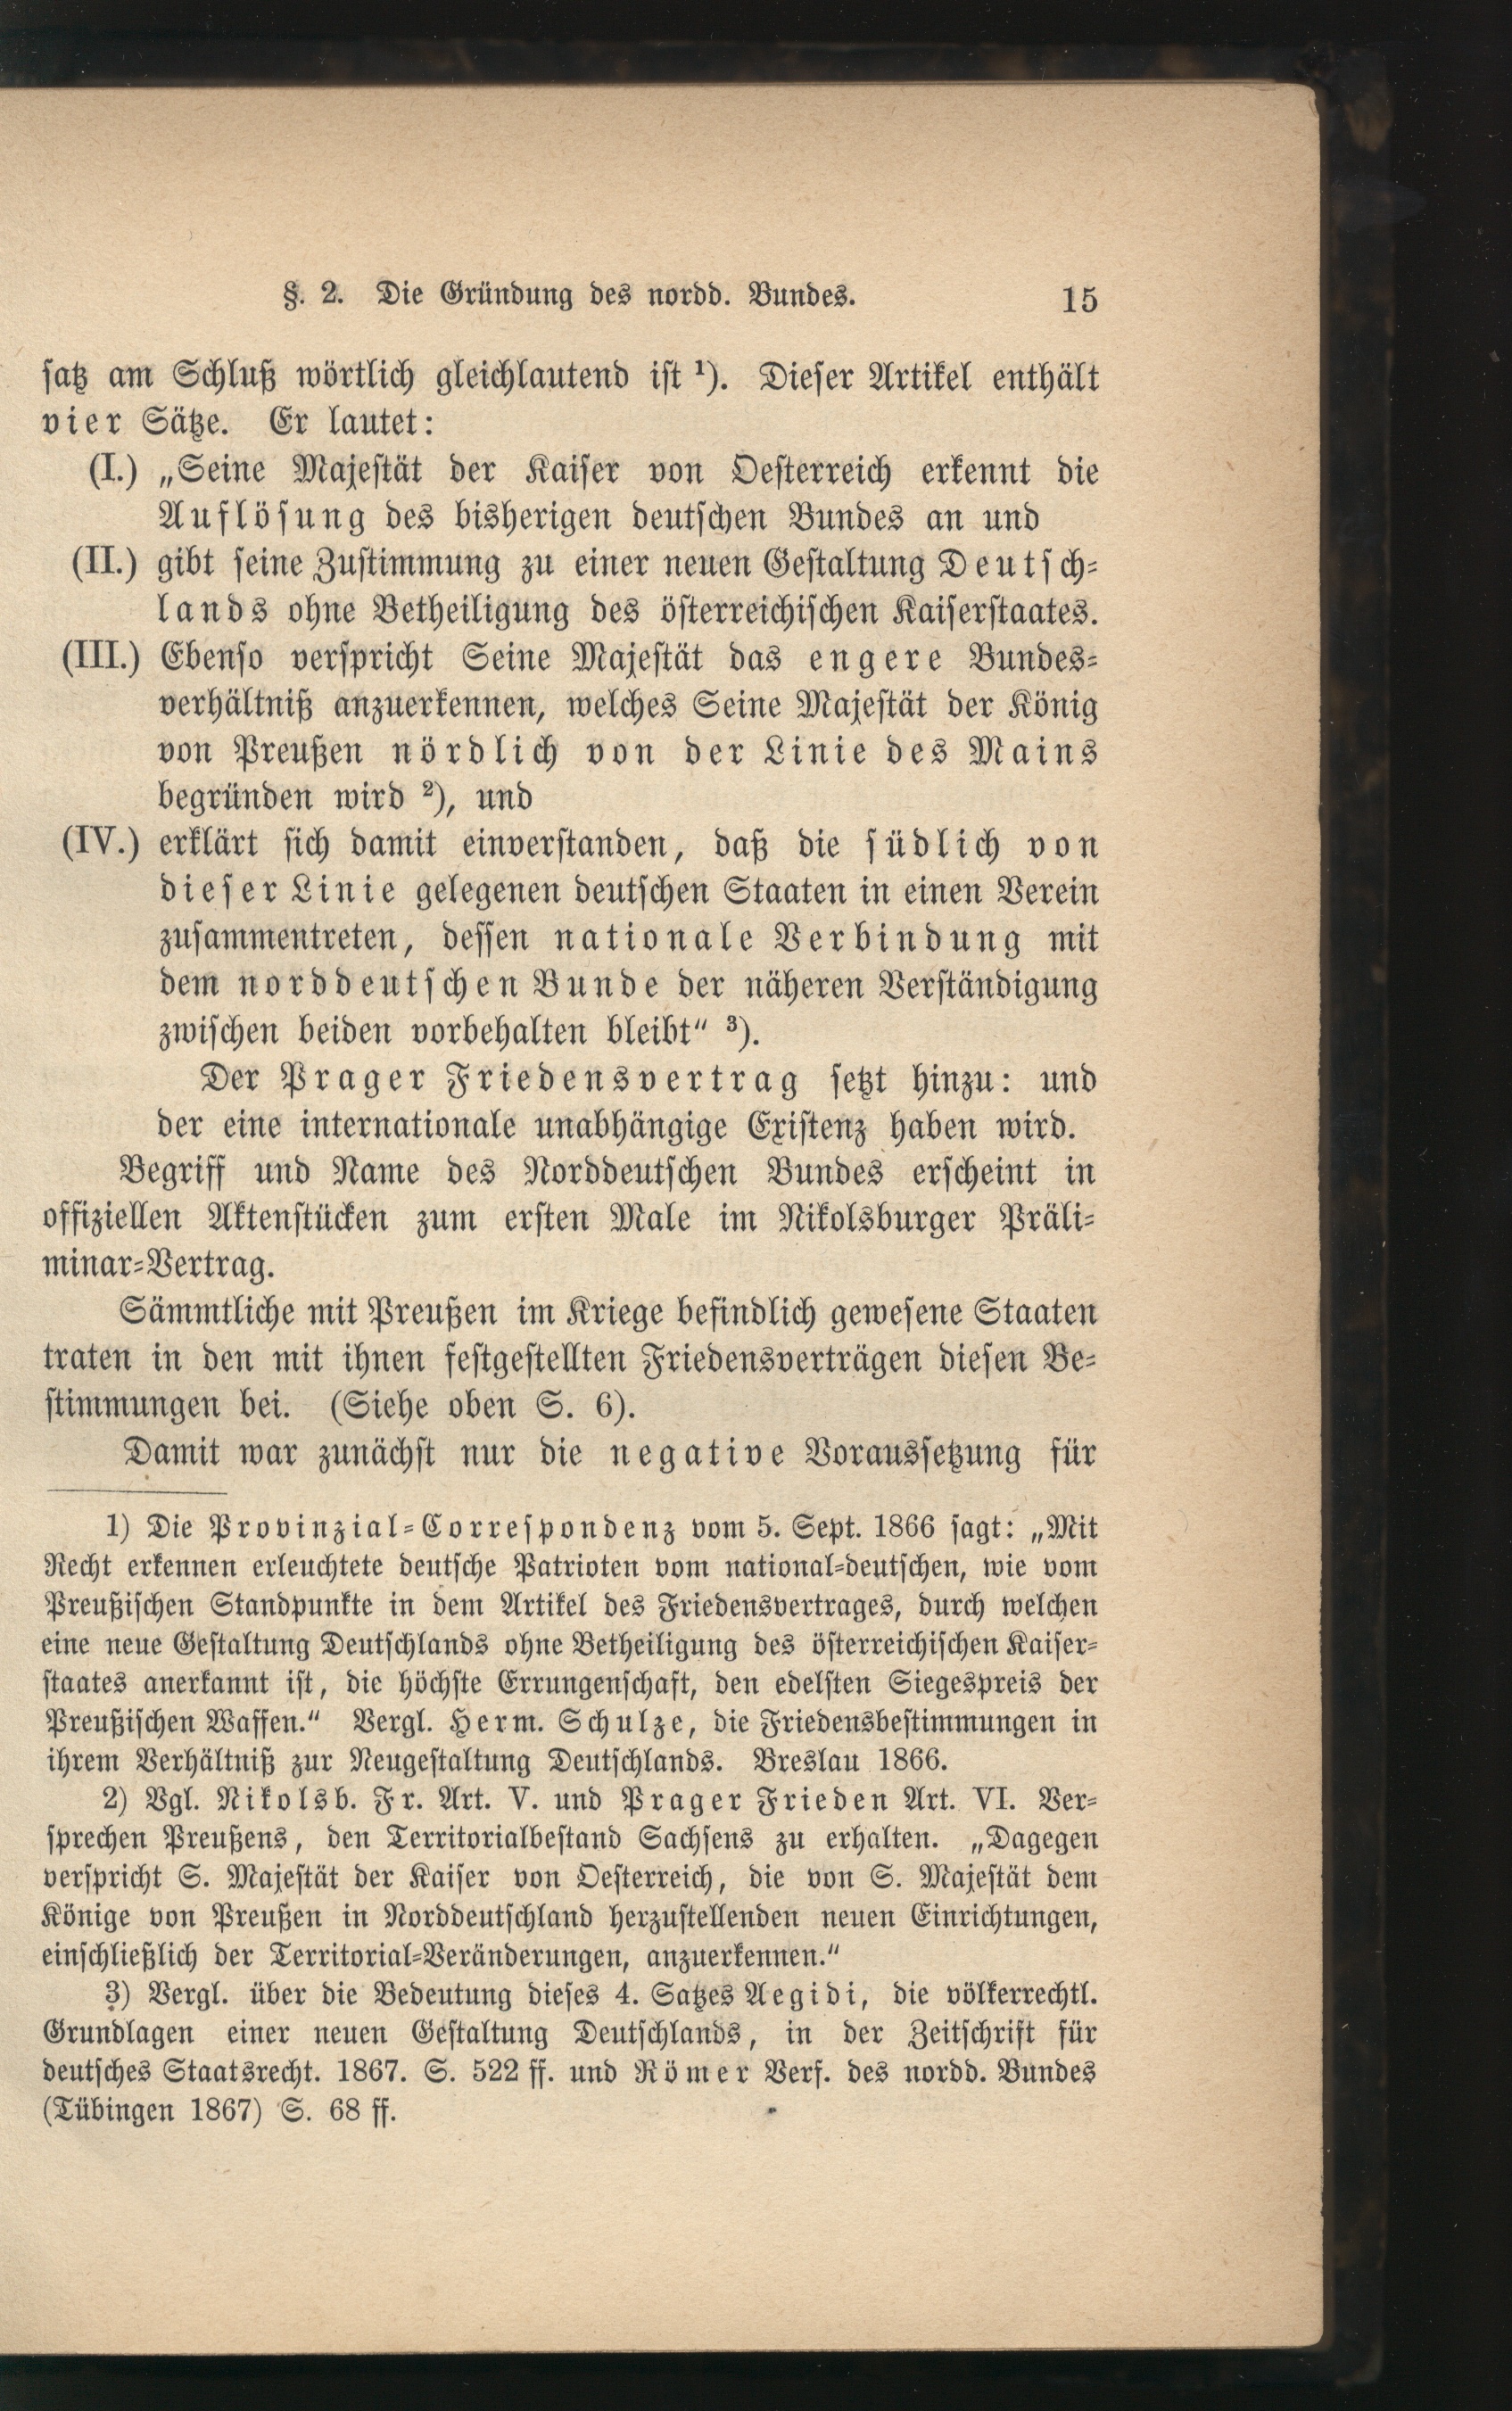 §. 2. Die Gründung des nordd. Bundes. 15
satz am Schluß wörtlich gleichlautend ist ¹). Dieser Artikel enthält
vier Sätze. Er lautet:
(I.) „Seine Majestät der Kaiser von Oesterreich erkennt die
Auflösung des bisherigen deutschen Bundes an und
(II.) gibt seine Zustimmung zu einer neuen Gestaltung Deutsch-
lands ohne Betheiligung des österreichischen Kaiserstaates.
(III.) Ebenso verspricht Seine Majestät das engere Bundes-
verhältniß anzuerkennen, welches Seine Majestät der König
von Preußen nördlich von der Linie des Mains
begründen wird ²), und
(IV.) erklärt sich damit einverstanden, daß die südlich von
dieser Linie gelegenen deutschen Staaten in einen Verein
zusammentreten, dessen nationale Verbindung mit
dem norddeutschen Bunde der näheren Verständigung
zwischen beiden vorbehalten bleibt“ ³).
Der Prager Friedensvertrag setzt hinzu: und
der eine internationale unabhängige Existenz haben wird.
Begriff und Name des Norddeutschen Bundes erscheint in
offiziellen Aktenstücken zum ersten Male im Nikolsburger Präli-
minar-Vertrag.
Sämmtliche mit Preußen im Kriege befindlich gewesene Staaten
traten in den mit ihnen festgestellten Friedensverträgen diesen Be-
stimmungen bei. (Siehe oben S. 6).
Damit war zunächst nur die negative Voraussetzung für
1) Die Provinzial-Correspondenz vom 5. Sept. 1866 sagt: „Mit
Recht erkennen erleuchtete deutsche Patrioten vom national-deutschen, wie vom
Preußischen Standpunkte in dem Artikel des Friedensvertrages, durch welchen
eine neue Gestaltung Deutschlands ohne Betheiligung des österreichischen Kaiser-
staates anerkannt ist, die höchste Errungenschaft, den edelsten Siegespreis der
Preußischen Waffen.“ Vergl. Herm. Schulze, die Friedensbestimmungen in
ihrem Verhältniß zur Neugestaltung Deutschlands. Breslau 1866.
2) Vgl. Nikolsb. Fr. Art. V. und Prager Frieden Art. VI. Ver-
sprechen Preußens, den Territorialbestand Sachsens zu erhalten. „Dagegen
verspricht S. Majestät der Kaiser von Oesterreich, die von S. Majestät dem
Könige von Preußen in Norddeutschland herzustellenden neuen Einrichtungen,
einschließlich der Territorial-Veränderungen, anzuerkennen.“
3) Vergl. über die Bedeutung dieses 4. Satzes Aegidi, die völkerrechtl.
Grundlagen einer neuen Gestaltung Deutschlands, in der Zeitschrift für
deutsches Staatsrecht. 1867. S. 522 ff. und Römer Verf. des nordd. Bundes
(Tübingen 1867) S. 68 ff.